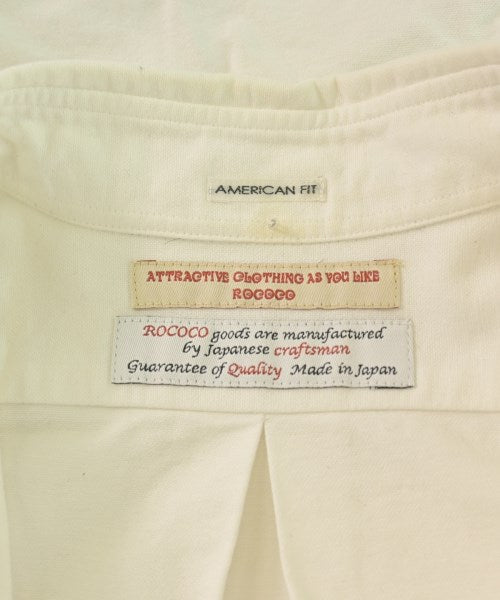 AMERICAN FIT
ATTRACTIVE CLOTHING AS YOU LIKE
ROCOCO
ROCOCO goods are manufactured
by Japanese craftsman
Guarantee of Quality Made in Japan